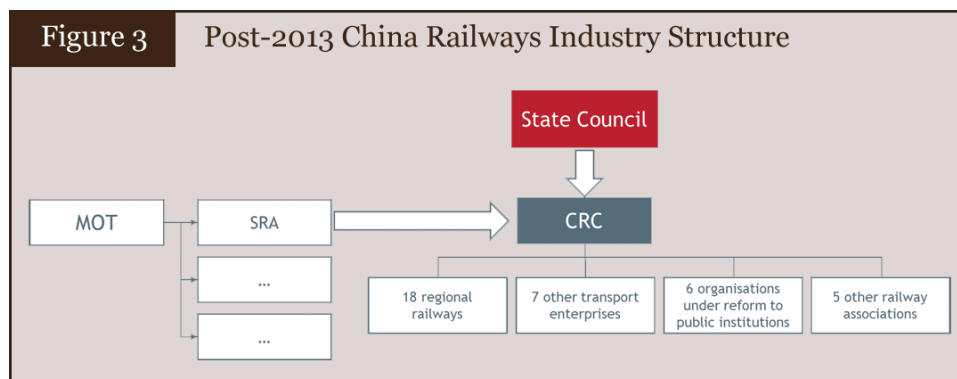 Figure 3
Post-2013 China Railways Industry Structure
State Council
MOT
SRA
CRC
...
...
18 regional
railways
7 other transport
enterprises
6 organisations
under reform to
public institutions
5 other railway
associations